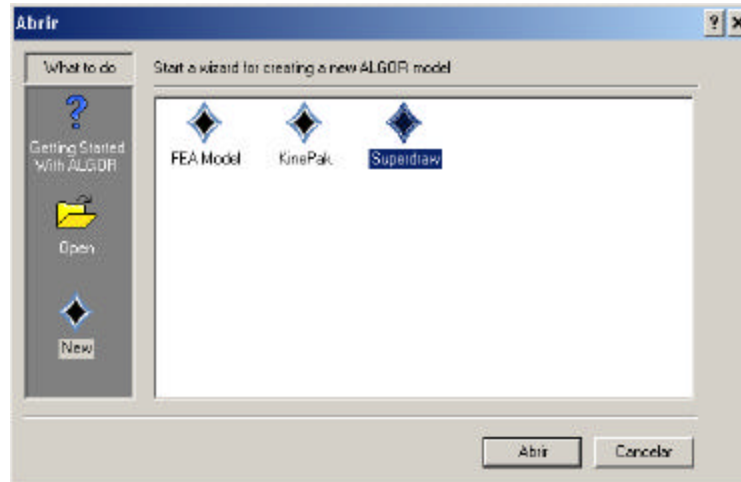 Abrir
What to do
Start a wizard for creating a new ALGOR model
Getting Started
With ALGOR
Open
New
FEA Model
KinePak
Superdraw
Abrir
Cancelar